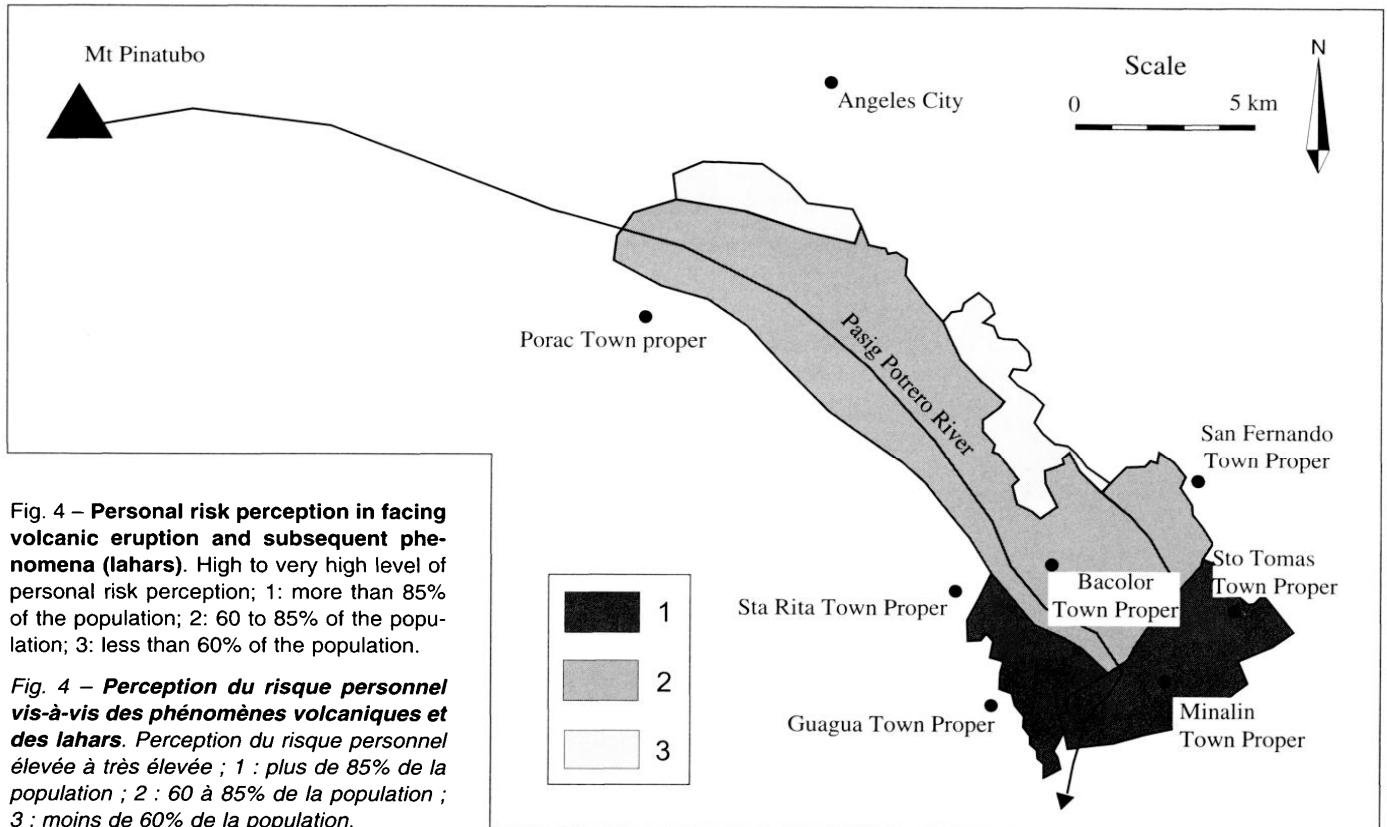 Mt Pinatubo
Angeles City
Scale
0 5 km
N
Porac Town proper
Pasig Potrero River
San Fernando
Town Proper
Sto Tomas
Town Proper
Bacolor
Town Proper
Sta Rita Town Proper
Guagua Town Proper
Minalin
Town Proper
1
2
3
Fig. 4 – Personal risk perception in facing
volcanic eruption and subsequent phe-
nomena (lahars). High to very high level of
personal risk perception; 1: more than 85%
of the population; 2: 60 to 85% of the popu-
lation; 3: less than 60% of the population.
Fig. 4 – Perception du risque personnel
vis-à-vis des phénomènes volcaniques et
des lahars. Perception du risque personnel
élevée à très élevée ; 1 : plus de 85% de la
population ; 2 : 60 à 85% de la population ;
3 : moins de 60% de la population.